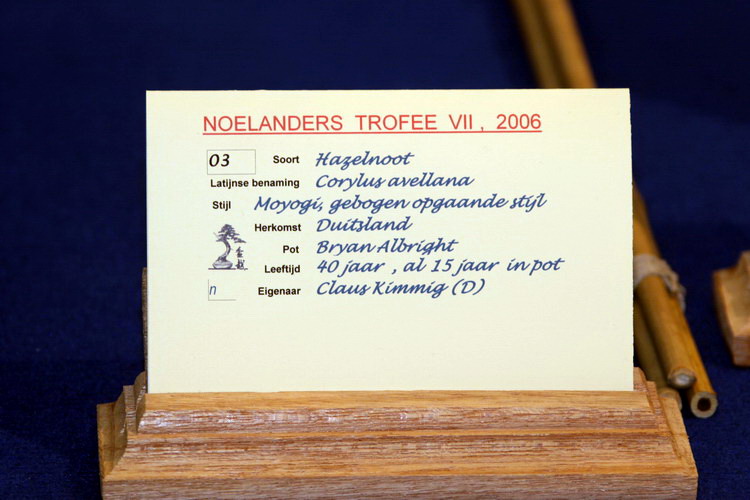 NOELANDERS TROFEE VII, 2006
03 Soort Hazelnoot
Latijnse benaming Corylus avellana
Stijl Moyogi, gebogen opgaande stijl
Herkomst Duitsland
Pot Bryan Albright
Leeftijd 40 jaar , al 15 jaar in pot
n Eigenaar Claus Kimmig (D)